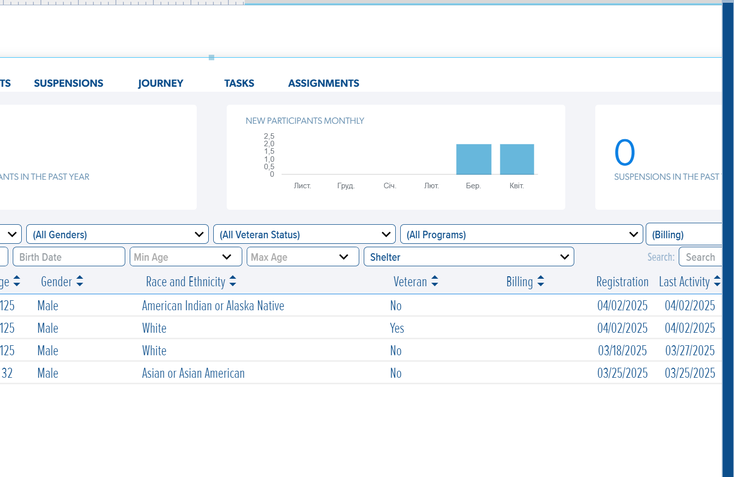 TS SUSPENSIONS JOURNEY TASKS ASSIGNMENTS
NEW PARTICIPANTS MONTHLY
2,5
2,0
1,5
1,0
0,5
0
Лист. Груд. Січ. Лют. Бер. Квіт.
ANTS IN THE PAST YEAR
0
SUSPENSIONS IN THE PAST
(All Genders) (All Veteran Status) (All Programs) (Billing)
Birth Date Min Age Max Age Shelter Search: Search
ge Gender Race and Ethnicity Veteran Billing Registration Last Activity
125 Male American Indian or Alaska Native No 04/02/2025 04/02/2025
125 Male White Yes 04/02/2025 04/02/2025
125 Male White No 03/18/2025 03/27/2025
32 Male Asian or Asian American No 03/25/2025 03/25/2025